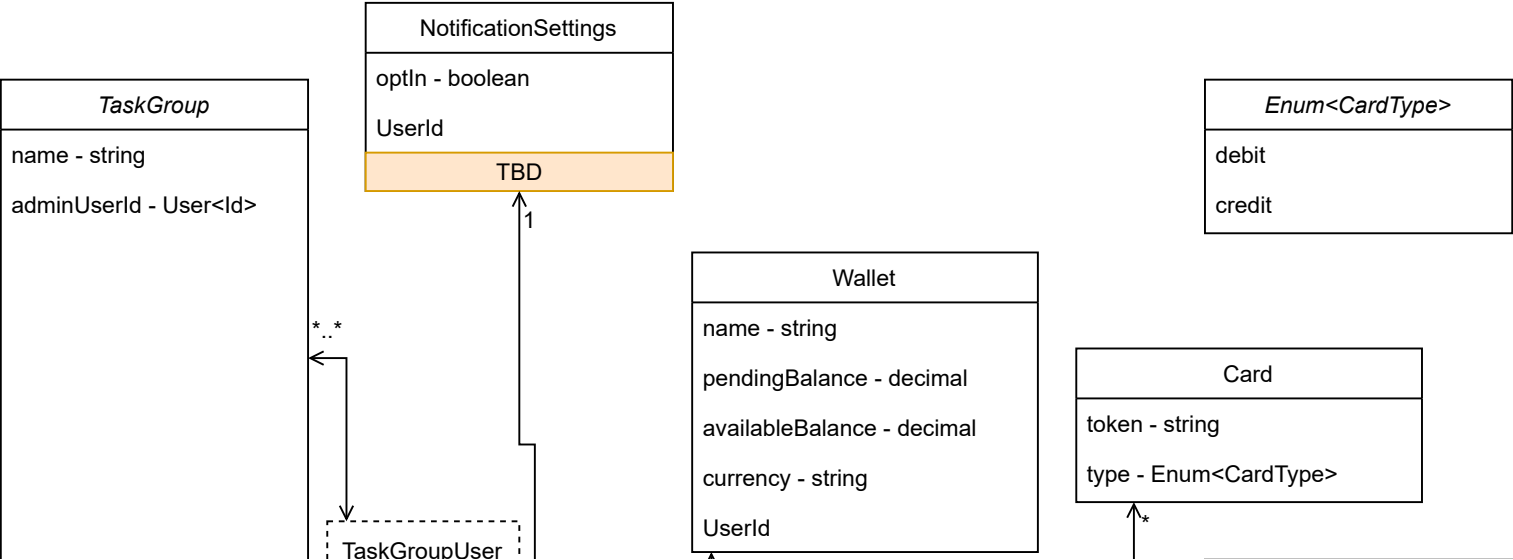 NotificationSettings
optIn - boolean
UserId
TBD
1
TaskGroup
name - string
adminUserId - User<Id>
*..*
TaskGroupUser
Enum<CardType>
debit
credit
Wallet
name - string
pendingBalance - decimal
availableBalance - decimal
currency - string
UserId
Card
token - string
type - Enum<CardType>
*